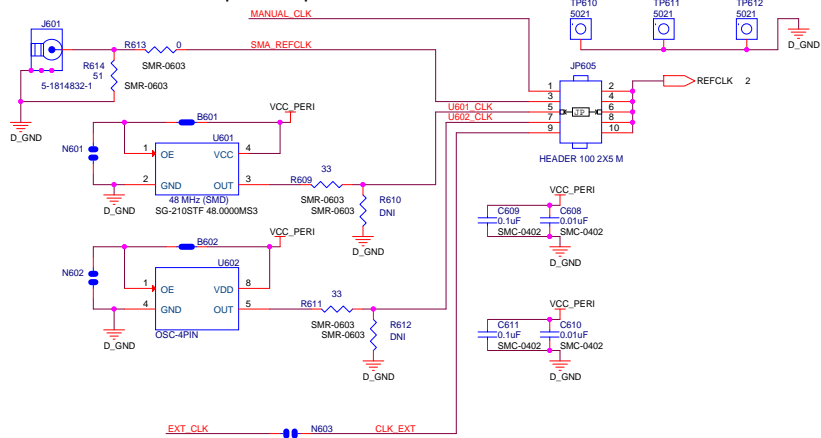 TP610 TP611 TP612
MANUAL_CLK 5021 5021 5021
J601
R613 0 SMA_REFCLK D_GND
R614 SMR-0603 JP605
51 1 2 REFCLK 2
5-1814832-1 SMR-0603 3 4
U601_CLK 5 JP 6
VCC_PERI U602_CLK 7 8
D_GND B601 9 10
U601
N601 1 OE VCC 4 HEADER 100 2X5 M
33
2 GND OUT 3 R609 VCC_PERI
48 MHz (SMD) SMR-0603 R610
D_GND SG-210STF 48.0000MS3 SMR-0603 DNI C609 C608
0.1uF 0.01uF
VCC_PERI SMC-0402 SMC-0402
B602 D_GND
U602 D_GND
N602 1 OE VDD 8
33
4 GND OUT 5 R611 VCC_PERI
OSC-4PIN SMR-0603 R612
SMR-0603 DNI C611 C610
D_GND 0.1uF 0.01uF
SMC-0402 SMC-0402
D_GND D_GND
EXT_CLK N603 CLK_EXT